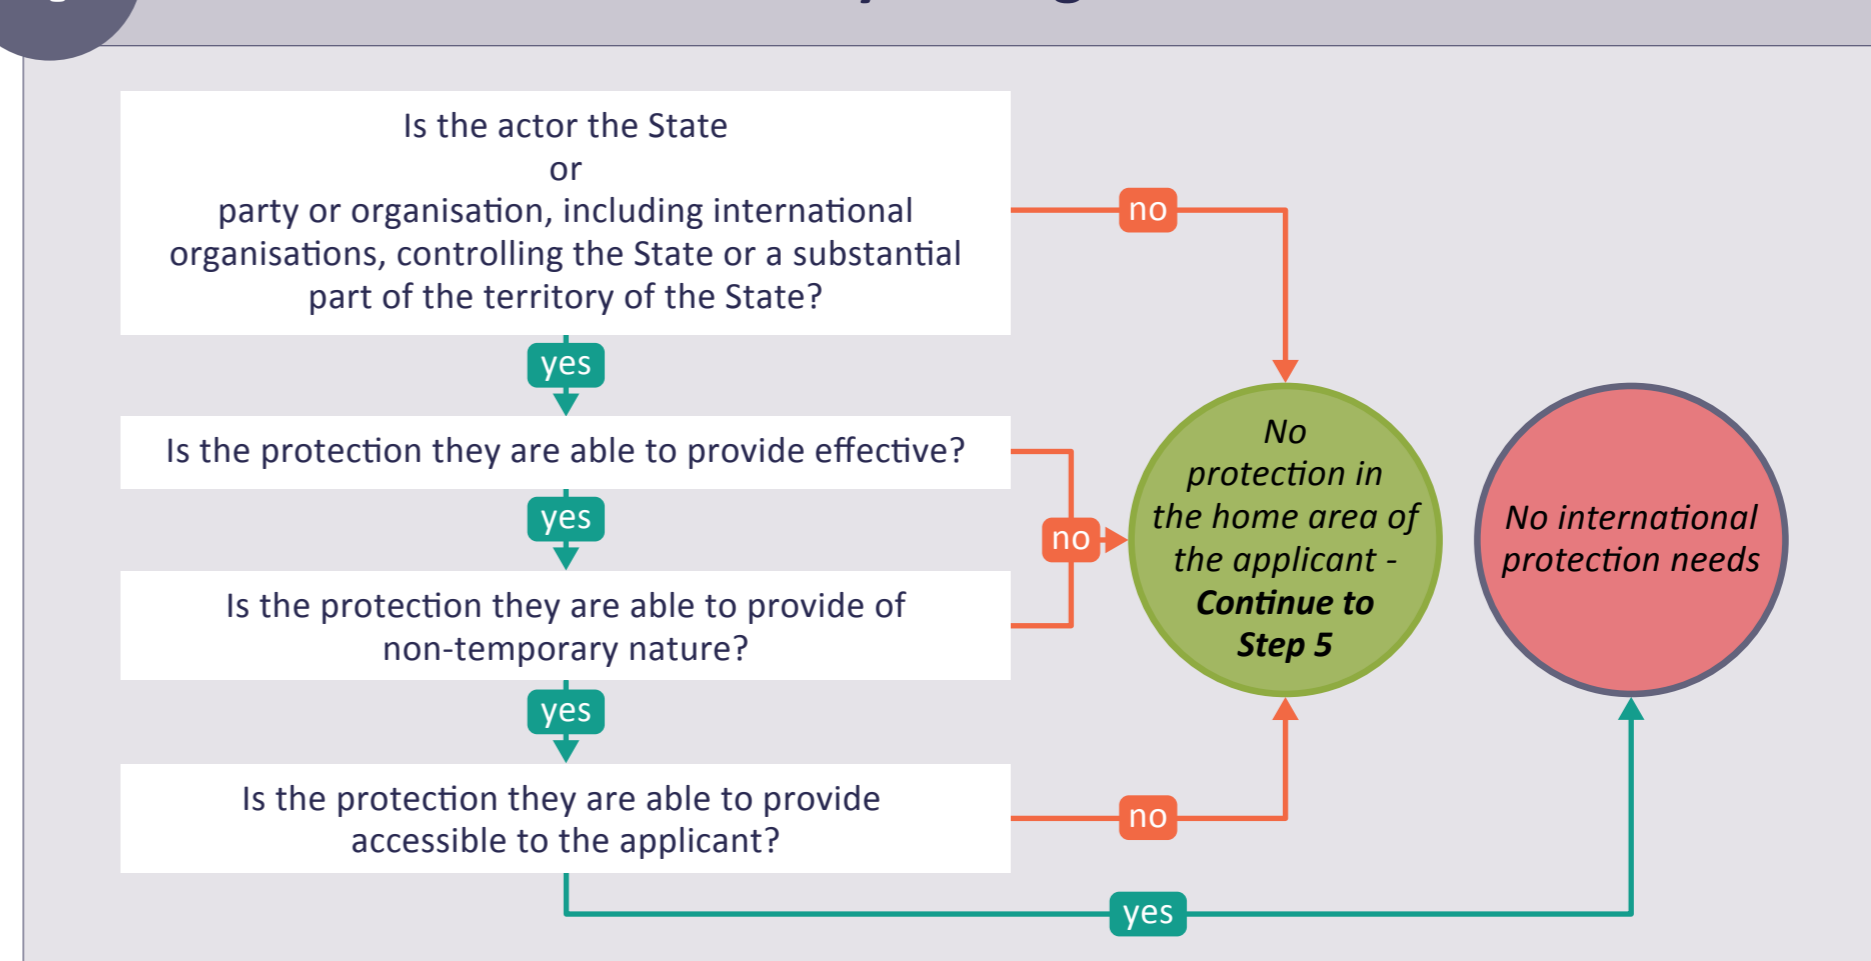 Is the actor the State
or
party or organisation, including international
organisations, controlling the State or a substantial
part of the territory of the State?
no
yes
Is the protection they are able to provide effective?
yes
no
Is the protection they are able to provide of
non-temporary nature?
yes
Is the protection they are able to provide
accessible to the applicant?
no
yes
No
protection in
the home area of
the applicant -
Continue to
Step 5
No international
protection needs